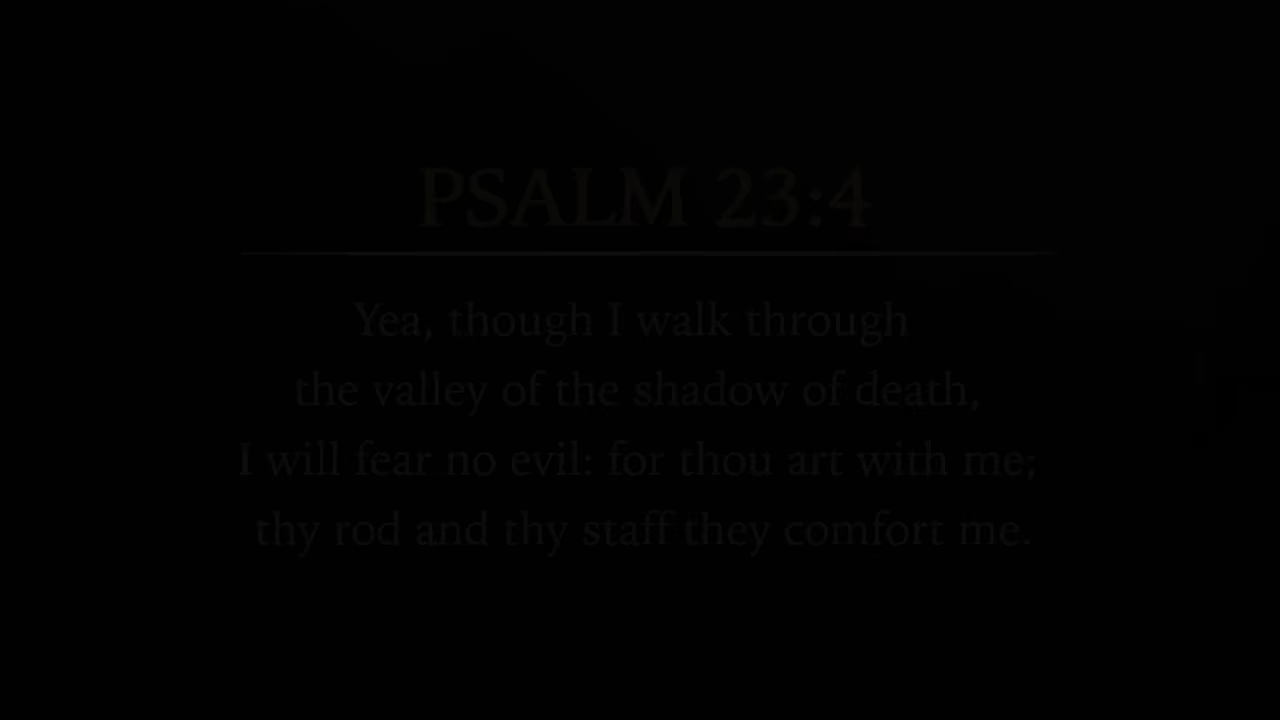 PSALM 23:4
Yea, though I walk through
the valley of the shadow of death,
I will fear no evil: for thou art with me;
thy rod and thy staff they comfort me.